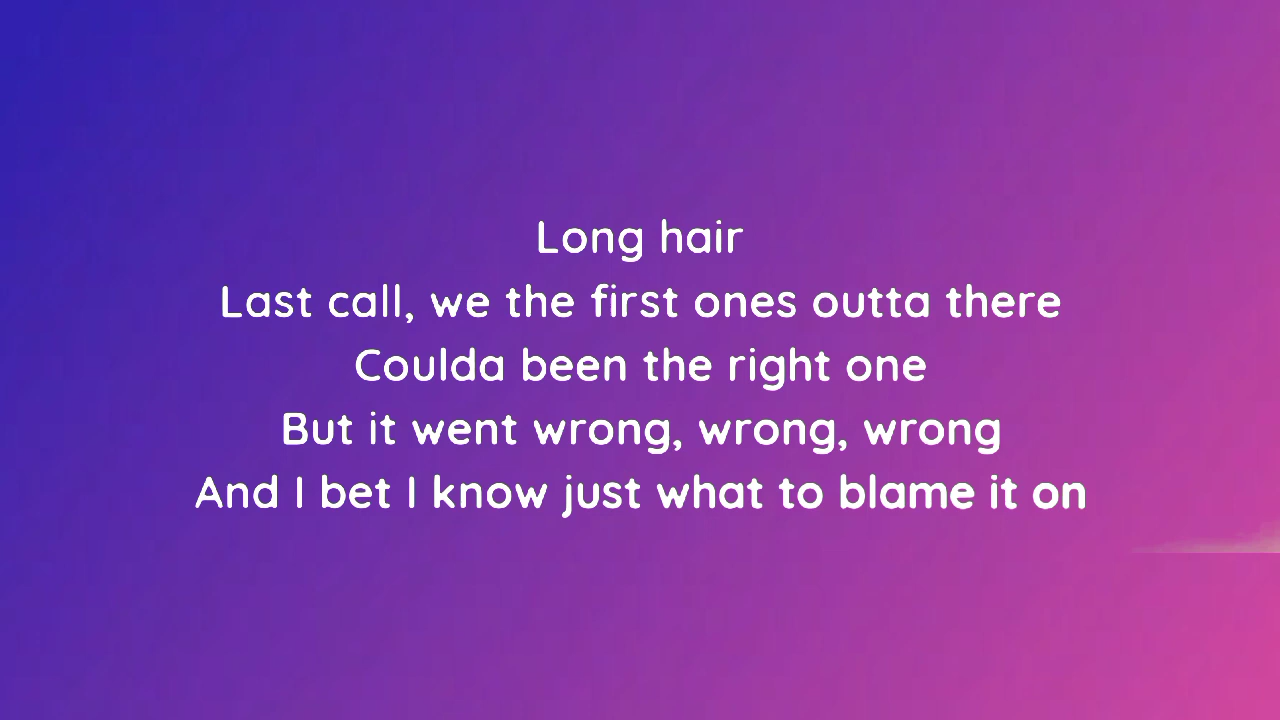 Long hair
Last call, we the first ones outta there
Coulda been the right one
But it went wrong, wrong, wrong
And I bet I know just what to blame it on